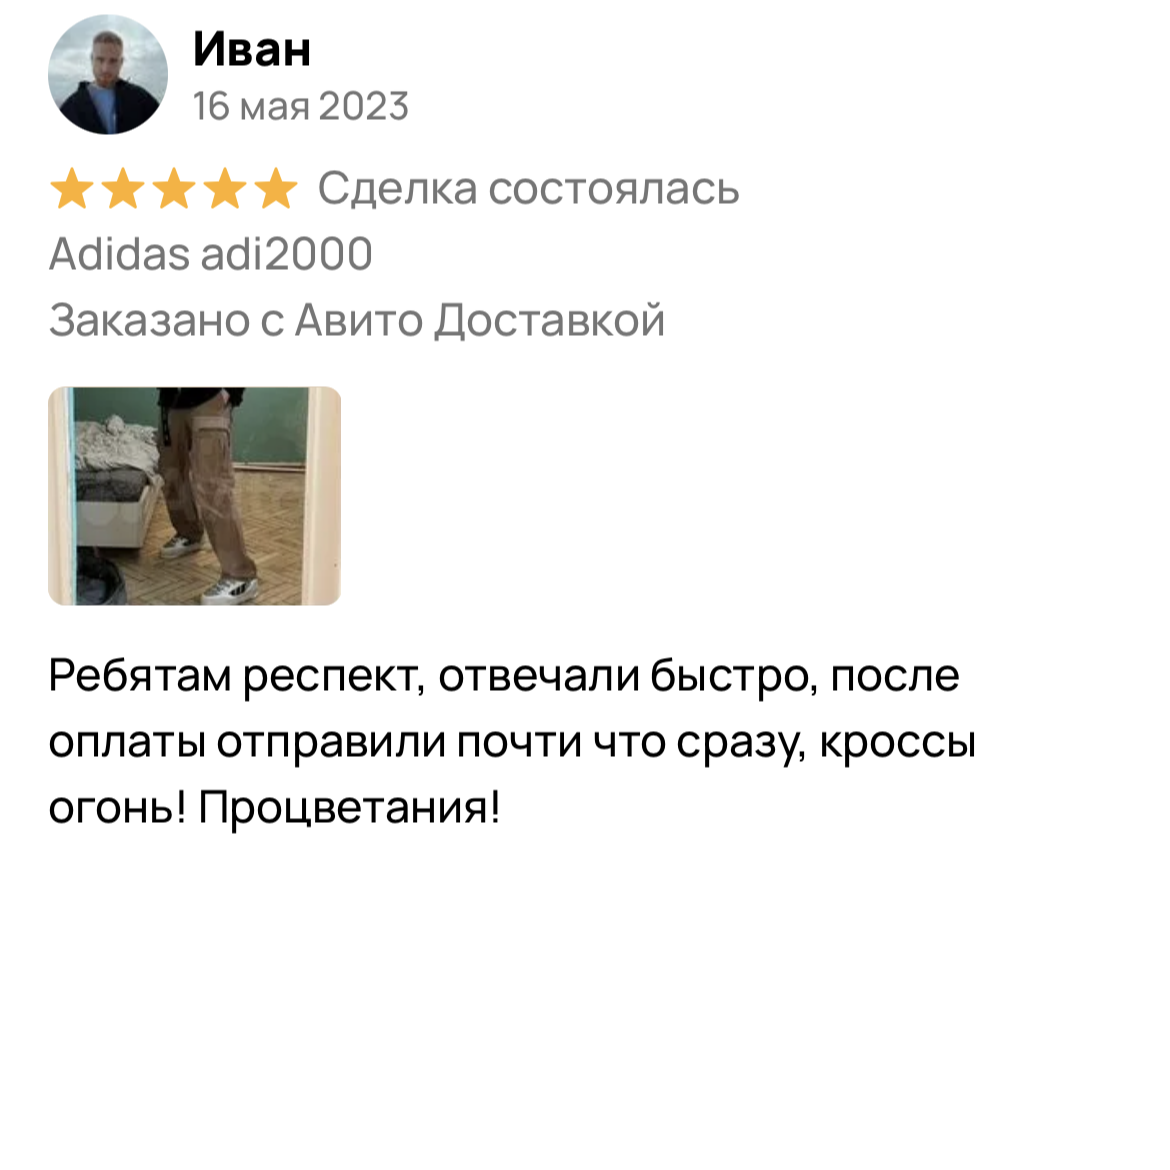 Иван
16 мая 2023
Сделка состоялась
Adidas adi2000
Заказано с Авито Доставкой
Ребятам респект, отвечали быстро, после
оплаты отправили почти что сразу, кроссы
огонь! Процветания!